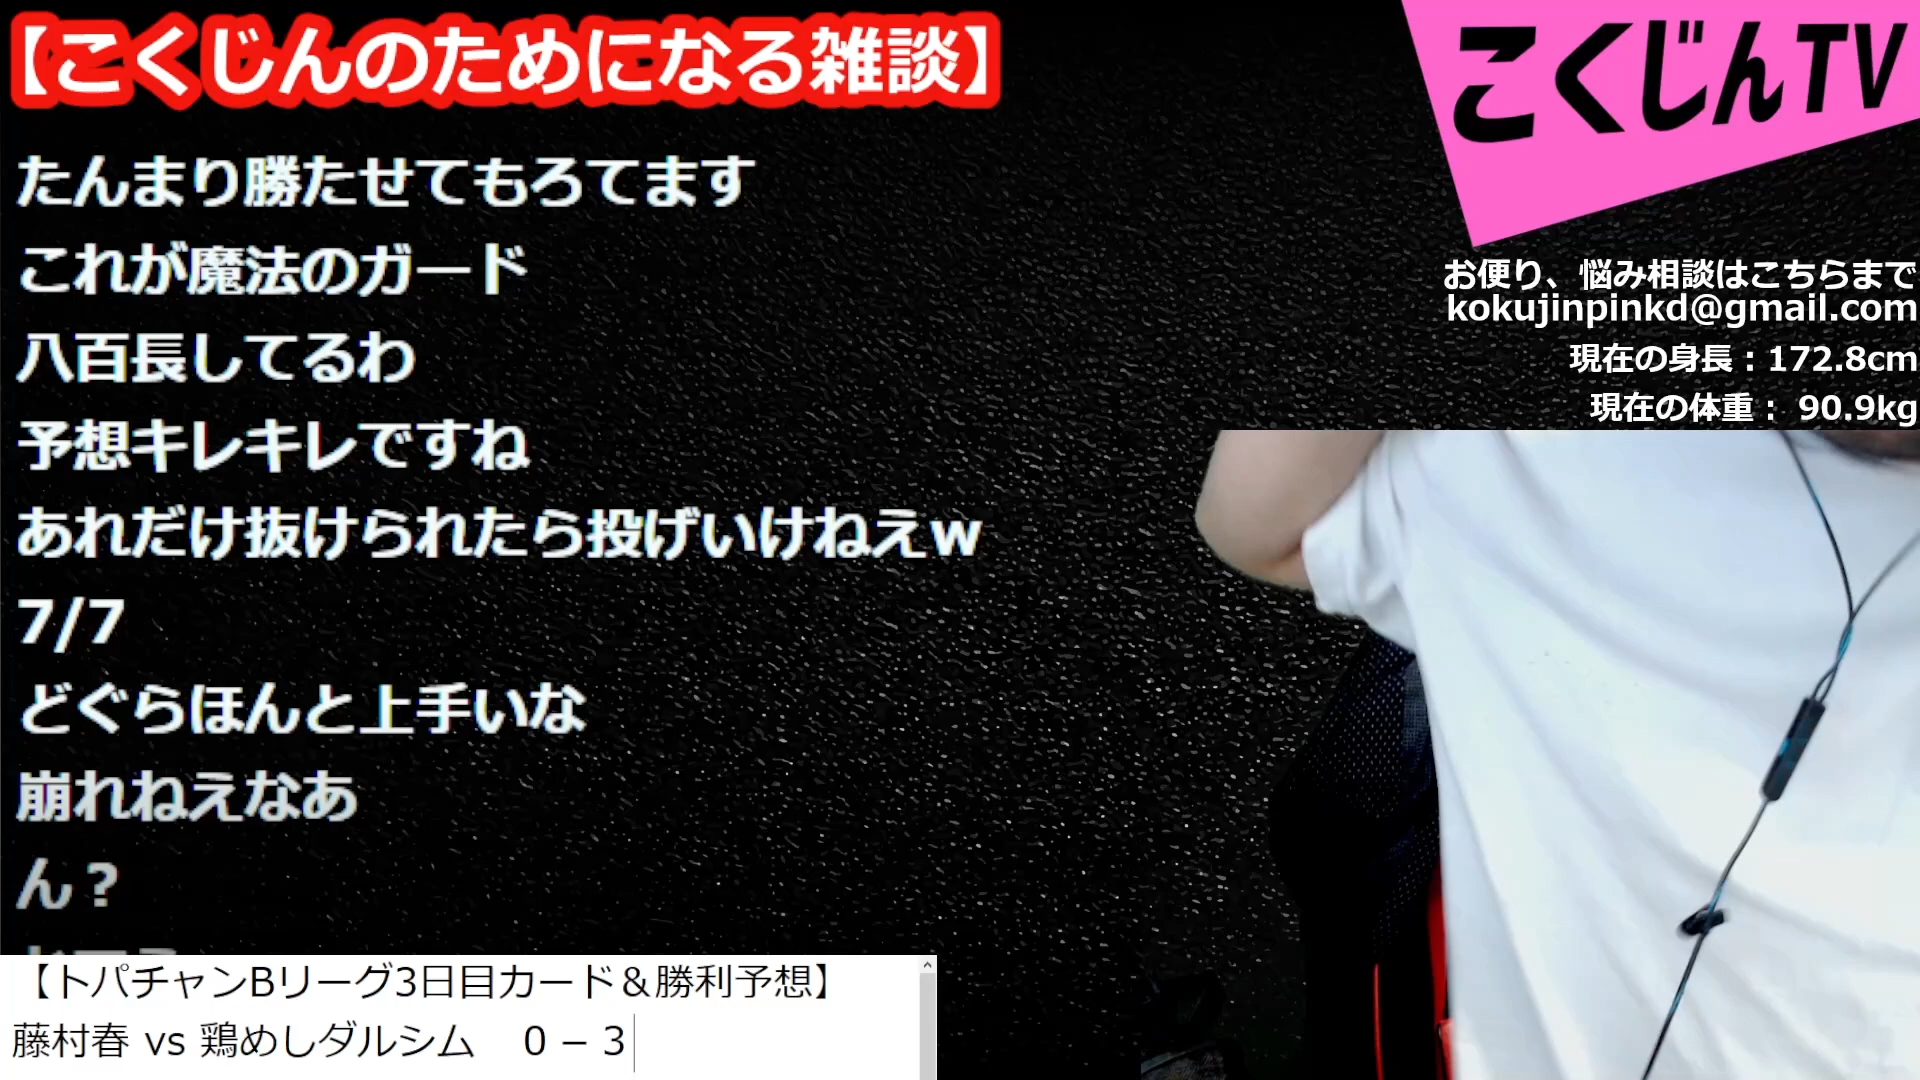 【こくじんのためになる雑談】
こくじんTV
お便り、悩み相談はこちらまで
kokujinpinkd@gmail.com
現在の身長：172.8cm
現在の体重： 90.9kg
たんまり勝たせてもろてます
これが魔法のガード
八百長してるわ
予想キレキレですね
あれだけ抜けられたら投げいけねえw
7/7
どぐらほんと上手いな
崩れねえなあ
ん？
【トパチャンBリーグ3日目カード＆勝利予想】
藤村春 vs 鶏めしダルシム　0 – 3